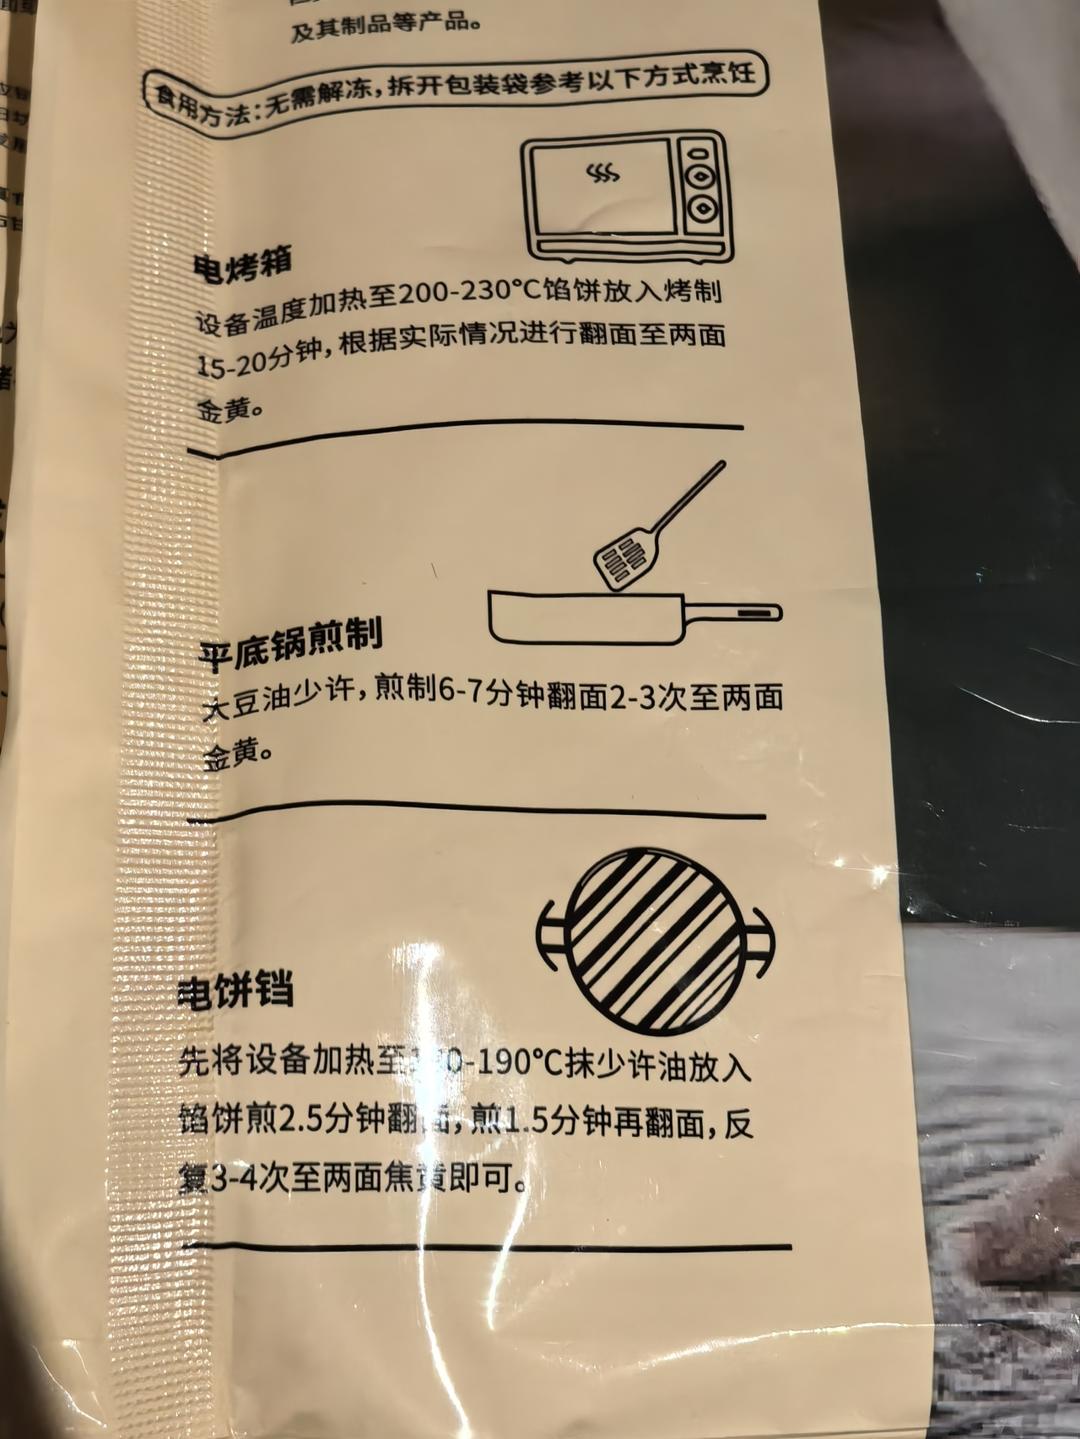 及其制品等产品。
食用方法：无需解冻，拆开包装袋参考以下方式烹饪
电烤箱
设备温度加热至200-230°C馅饼放入烤制
15-20分钟，根据实际情况进行翻面至两面
金黄。
平底锅煎制
大豆油少许，煎制6-7分钟翻面2-3次至两面
金黄。
电饼铛
先将设备加热至 -190°C抹少许油放入
馅饼煎2.5分钟翻面，煎1.5分钟再翻面，反
复3-4次至两面焦黄即可。